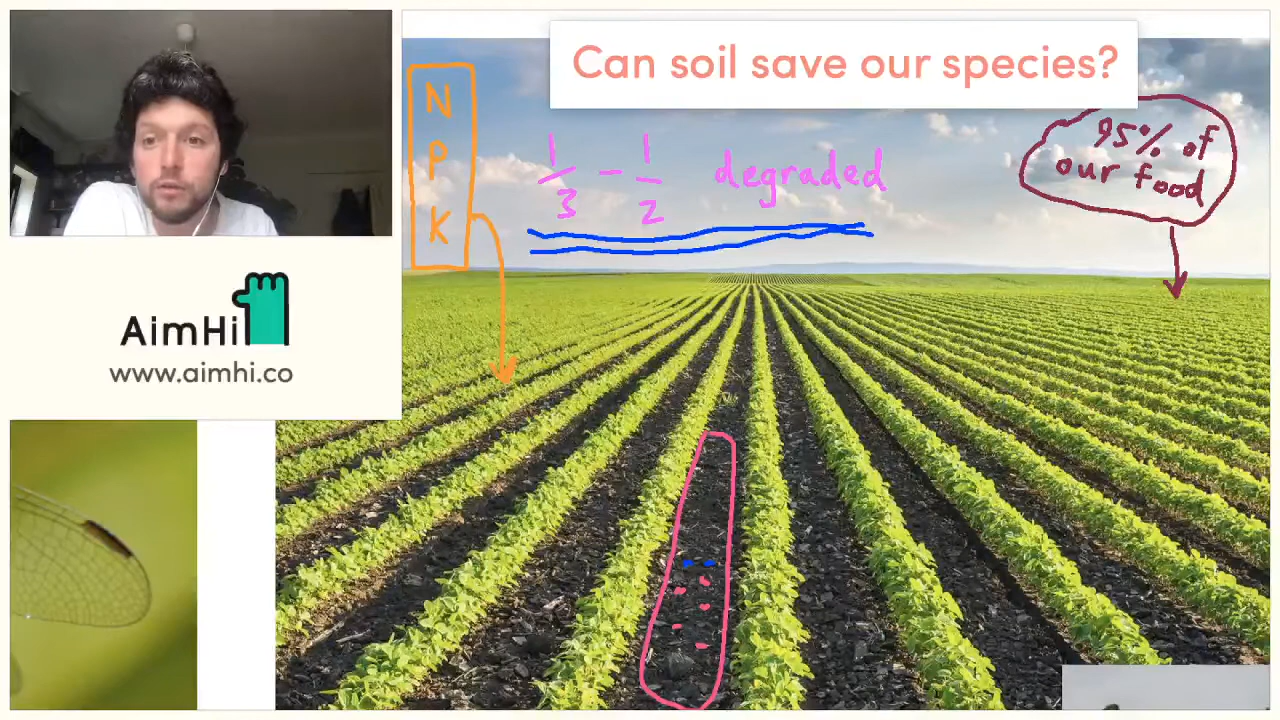 Can soil save our species?
N
P
K
1/3 - 1/2 degraded
95% of
our food
AimHi
www.aimhi.co